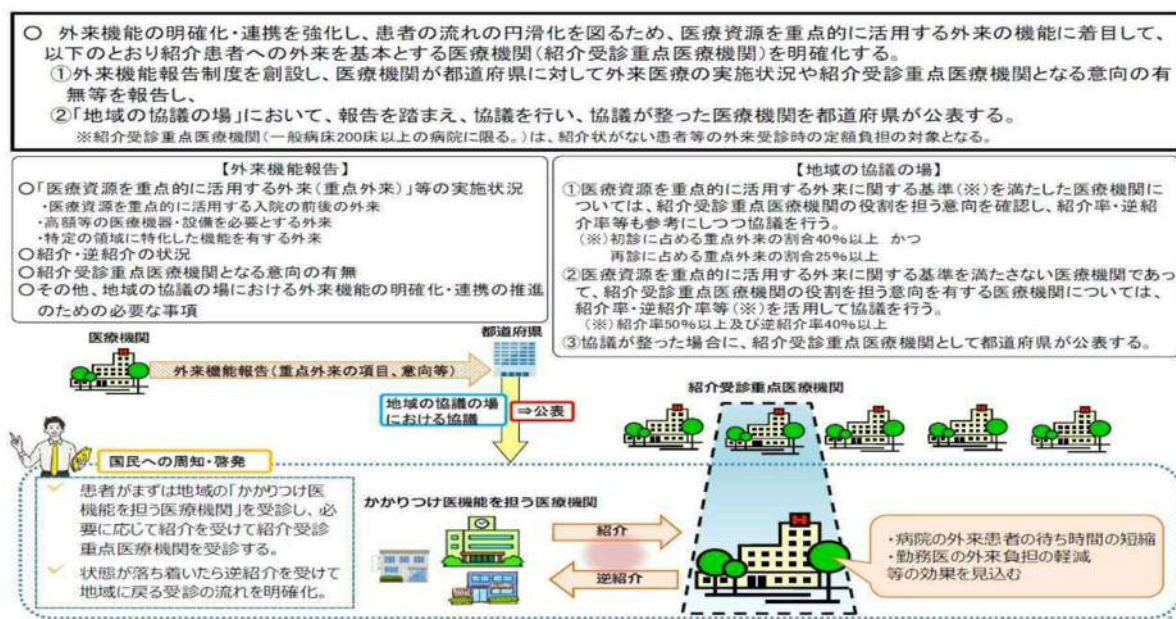 ○ 外来機能の明確化・連携を強化し、患者の流れの円滑化を図るため、医療資源を重点的に活用する外来の機能に着目して、
以下のとおり紹介患者への外来を基本とする医療機関(紹介受診重点医療機関)を明確化する。
①外来機能報告制度を創設し、医療機関が都道府県に対して外来医療の実施状況や紹介受診重点医療機関となる意向の有
無等を報告し、
②「地域の協議の場」において、報告を踏まえ、協議を行い、協議が整った医療機関を都道府県が公表する。
※紹介受診重点医療機関(一般病床200床以上の病院に限る。)は、紹介状がない患者等の外来受診時の定額負担の対象となる。
【外来機能報告】
○「医療資源を重点的に活用する外来(重点外来)」等の実施状況
・医療資源を重点的に活用する入院の前後の外来
・高額等の医療機器・設備を必要とする外来
・特定の領域に特化した機能を有する外来
○紹介・逆紹介の状況
○紹介受診重点医療機関となる意向の有無
○その他、地域の協議の場における外来機能の明確化・連携の推進
のための必要な事項
【地域の協議の場】
①医療資源を重点的に活用する外来に関する基準(※)を満たした医療機関に
ついては、紹介受診重点医療機関の役割を担う意向を確認し、紹介率・逆紹
介率等も参考にしつつ協議を行う。
(※)初診に占める重点外来の割合40%以上 かつ
再診に占める重点外来の割合25%以上
②医療資源を重点的に活用する外来に関する基準を満たさない医療機関であっ
て、紹介受診重点医療機関の役割を担う意向を有する医療機関については、
紹介率・逆紹介率等(※)を活用して協議を行う。
(※)紹介率50%以上及び逆紹介率40%以上
③協議が整った場合に、紹介受診重点医療機関として都道府県が公表する。
医療機関
都道府県
外来機能報告(重点外来の項目、意向等)
地域の協議の場
における協議
⇒公表
紹介受診重点医療機関
国民への周知・啓発
患者がまずは地域の「かかりつけ医
機能を担う医療機関」を受診し、必
要に応じて紹介を受けて紹介受診
重点医療機関を受診する。
状態が落ち着いたら逆紹介を受けて
地域に戻る受診の流れを明確化。
かかりつけ医機能を担う医療機関
紹介
逆紹介
・病院の外来患者の待ち時間の短縮
・勤務医の外来負担の軽減
等の効果を見込む